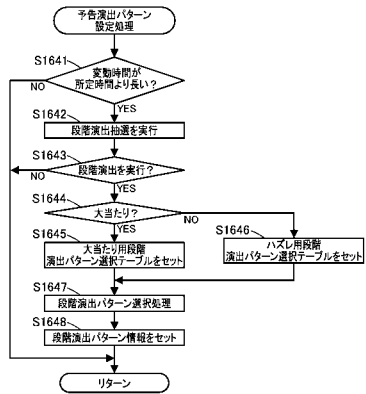 予告演出パターン
設定処理
S1641
変動時間が
所定時間より長い?
NO
YES
S1642
段階演出抽選を実行
S1643
段階演出を実行?
NO
YES
S1644
大当たり?
NO
YES
S1645
大当たり用段階
演出パターン選択テーブルをセット
S1646
ハズレ用段階
演出パターン選択テーブルをセット
S1647
段階演出パターン選択処理
S1648
段階演出パターン情報をセット
リターン